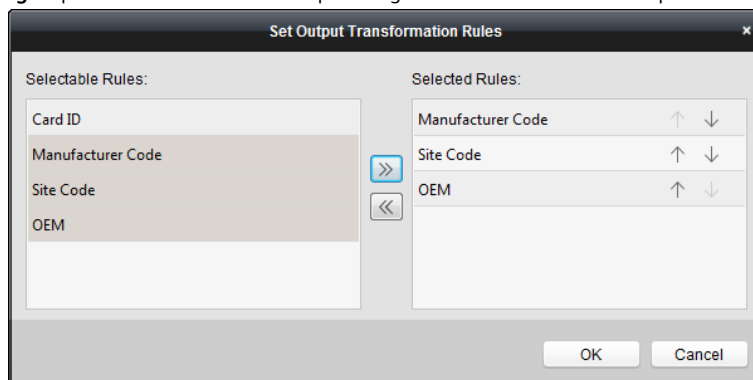 Set Output Transformation Rules
Selectable Rules:
Card ID
Manufacturer Code
Site Code
OEM
Selected Rules:
Manufacturer Code
Site Code
OEM
OK
Cancel